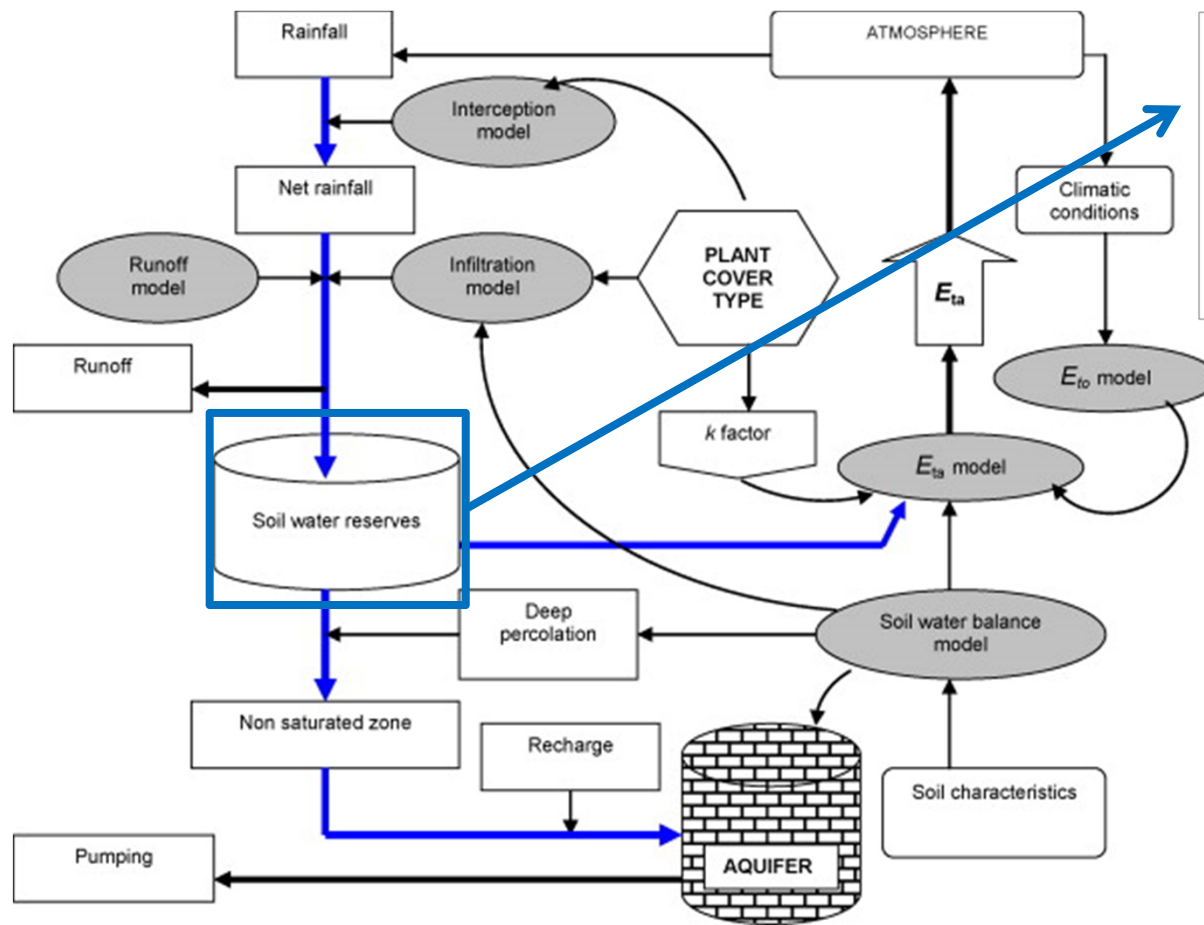 Rainfall
ATMOSPHERE
Interception
model
Net rainfall
Climatic
conditions
Runoff
model
Infiltration
model
PLANT
COVER
TYPE
Eta
Runoff
Eto model
k factor
Eta model
Soil water reserves
Deep
percolation
Soil water balance
model
Non saturated zone
Recharge
Soil characteristics
Pumping
AQUIFER